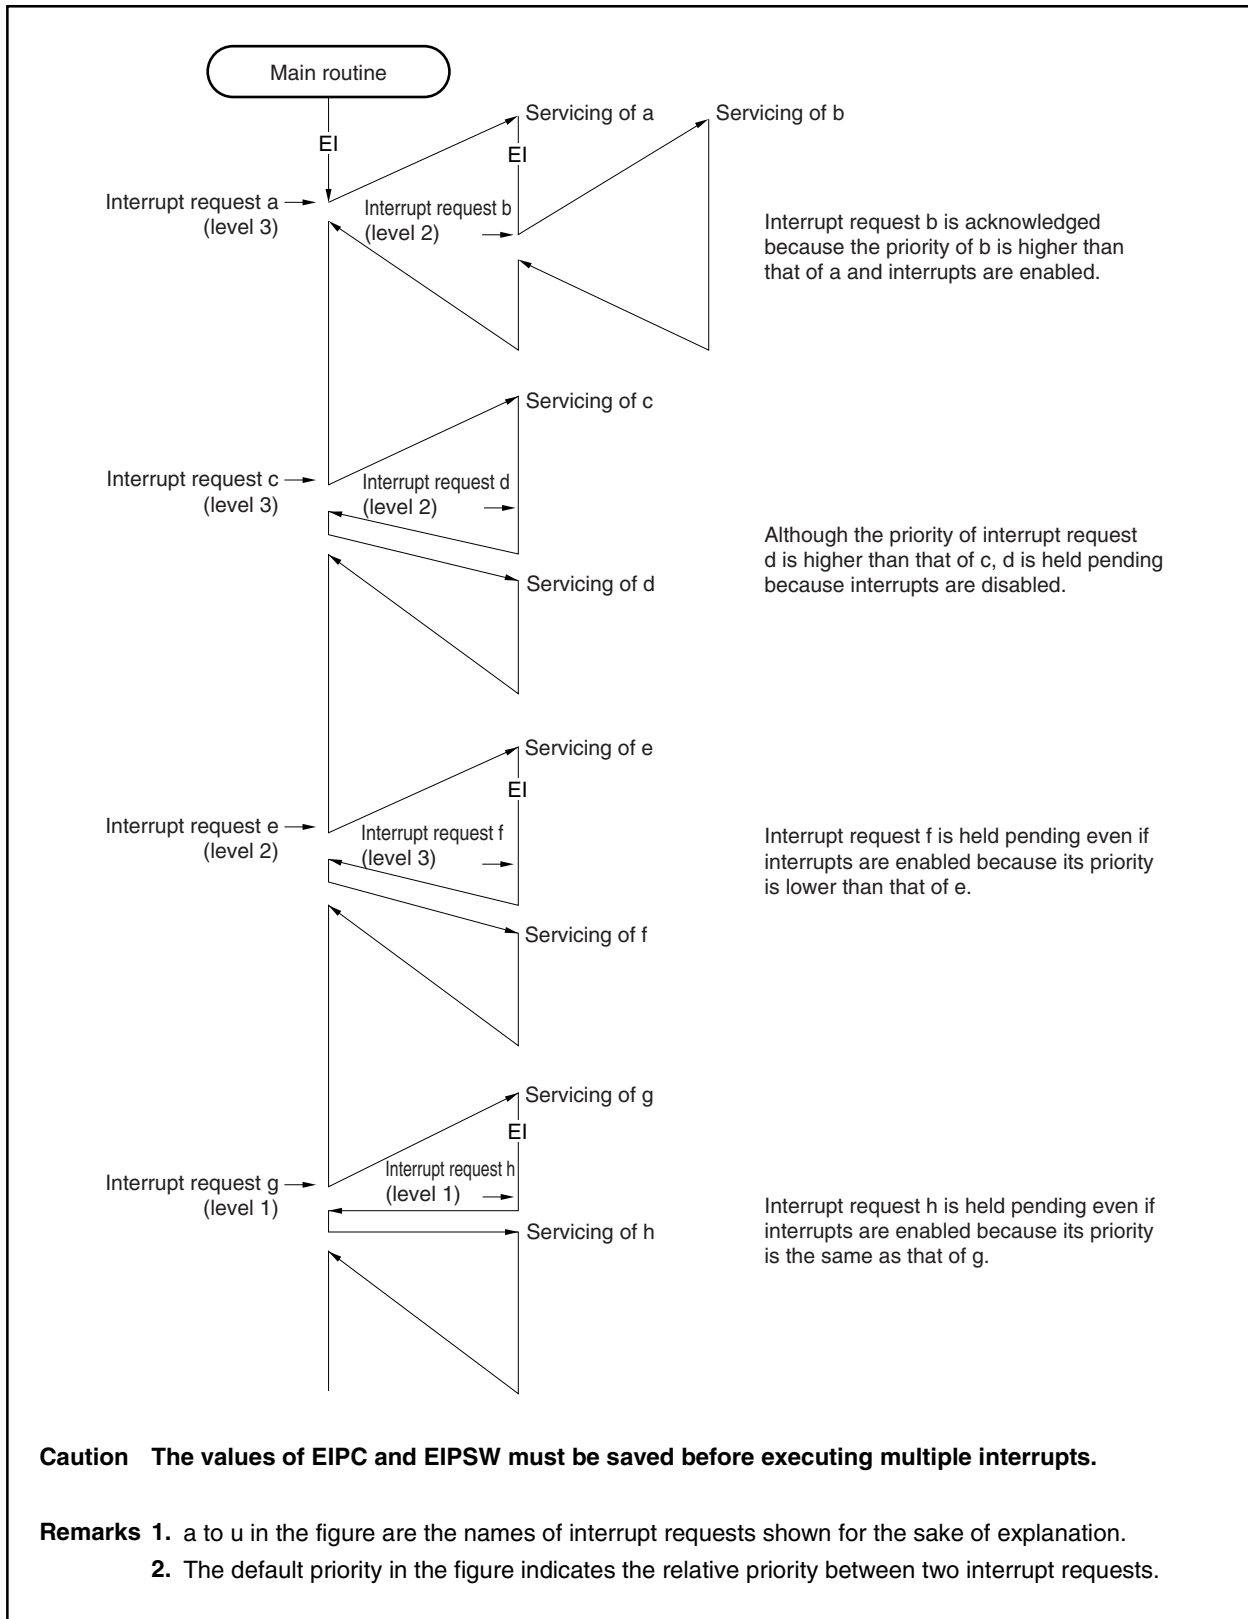 Main routine
EI
Servicing of a
Servicing of b
EI
Interrupt request a
(level 3)
Interrupt request b
(level 2)
Interrupt request b is acknowledged
because the priority of b is higher than
that of a and interrupts are enabled.
Servicing of c
Interrupt request c
(level 3)
Interrupt request d
(level 2)
Although the priority of interrupt request
d is higher than that of c, d is held pending
because interrupts are disabled.
Servicing of d
Servicing of e
EI
Interrupt request e
(level 2)
Interrupt request f
(level 3)
Interrupt request f is held pending even if
interrupts are enabled because its priority
is lower than that of e.
Servicing of f
Servicing of g
EI
Interrupt request g
(level 1)
Interrupt request h
(level 1)
Interrupt request h is held pending even if
interrupts are enabled because its priority
is the same as that of g.
Servicing of h
Caution The values of EIPC and EIPSW must be saved before executing multiple interrupts.
Remarks 1. a to u in the figure are the names of interrupt requests shown for the sake of explanation.
2. The default priority in the figure indicates the relative priority between two interrupt requests.